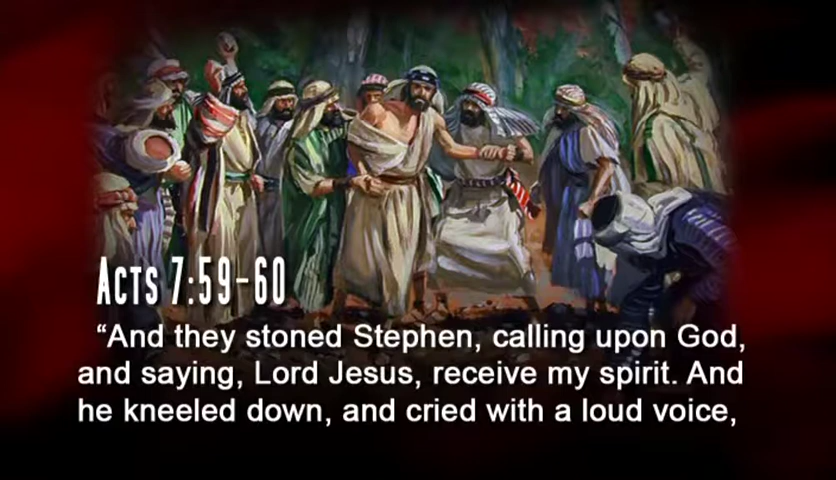 Acts 7:59-60
“And they stoned Stephen, calling upon God,
and saying, Lord Jesus, receive my spirit. And
he kneeled down, and cried with a loud voice,